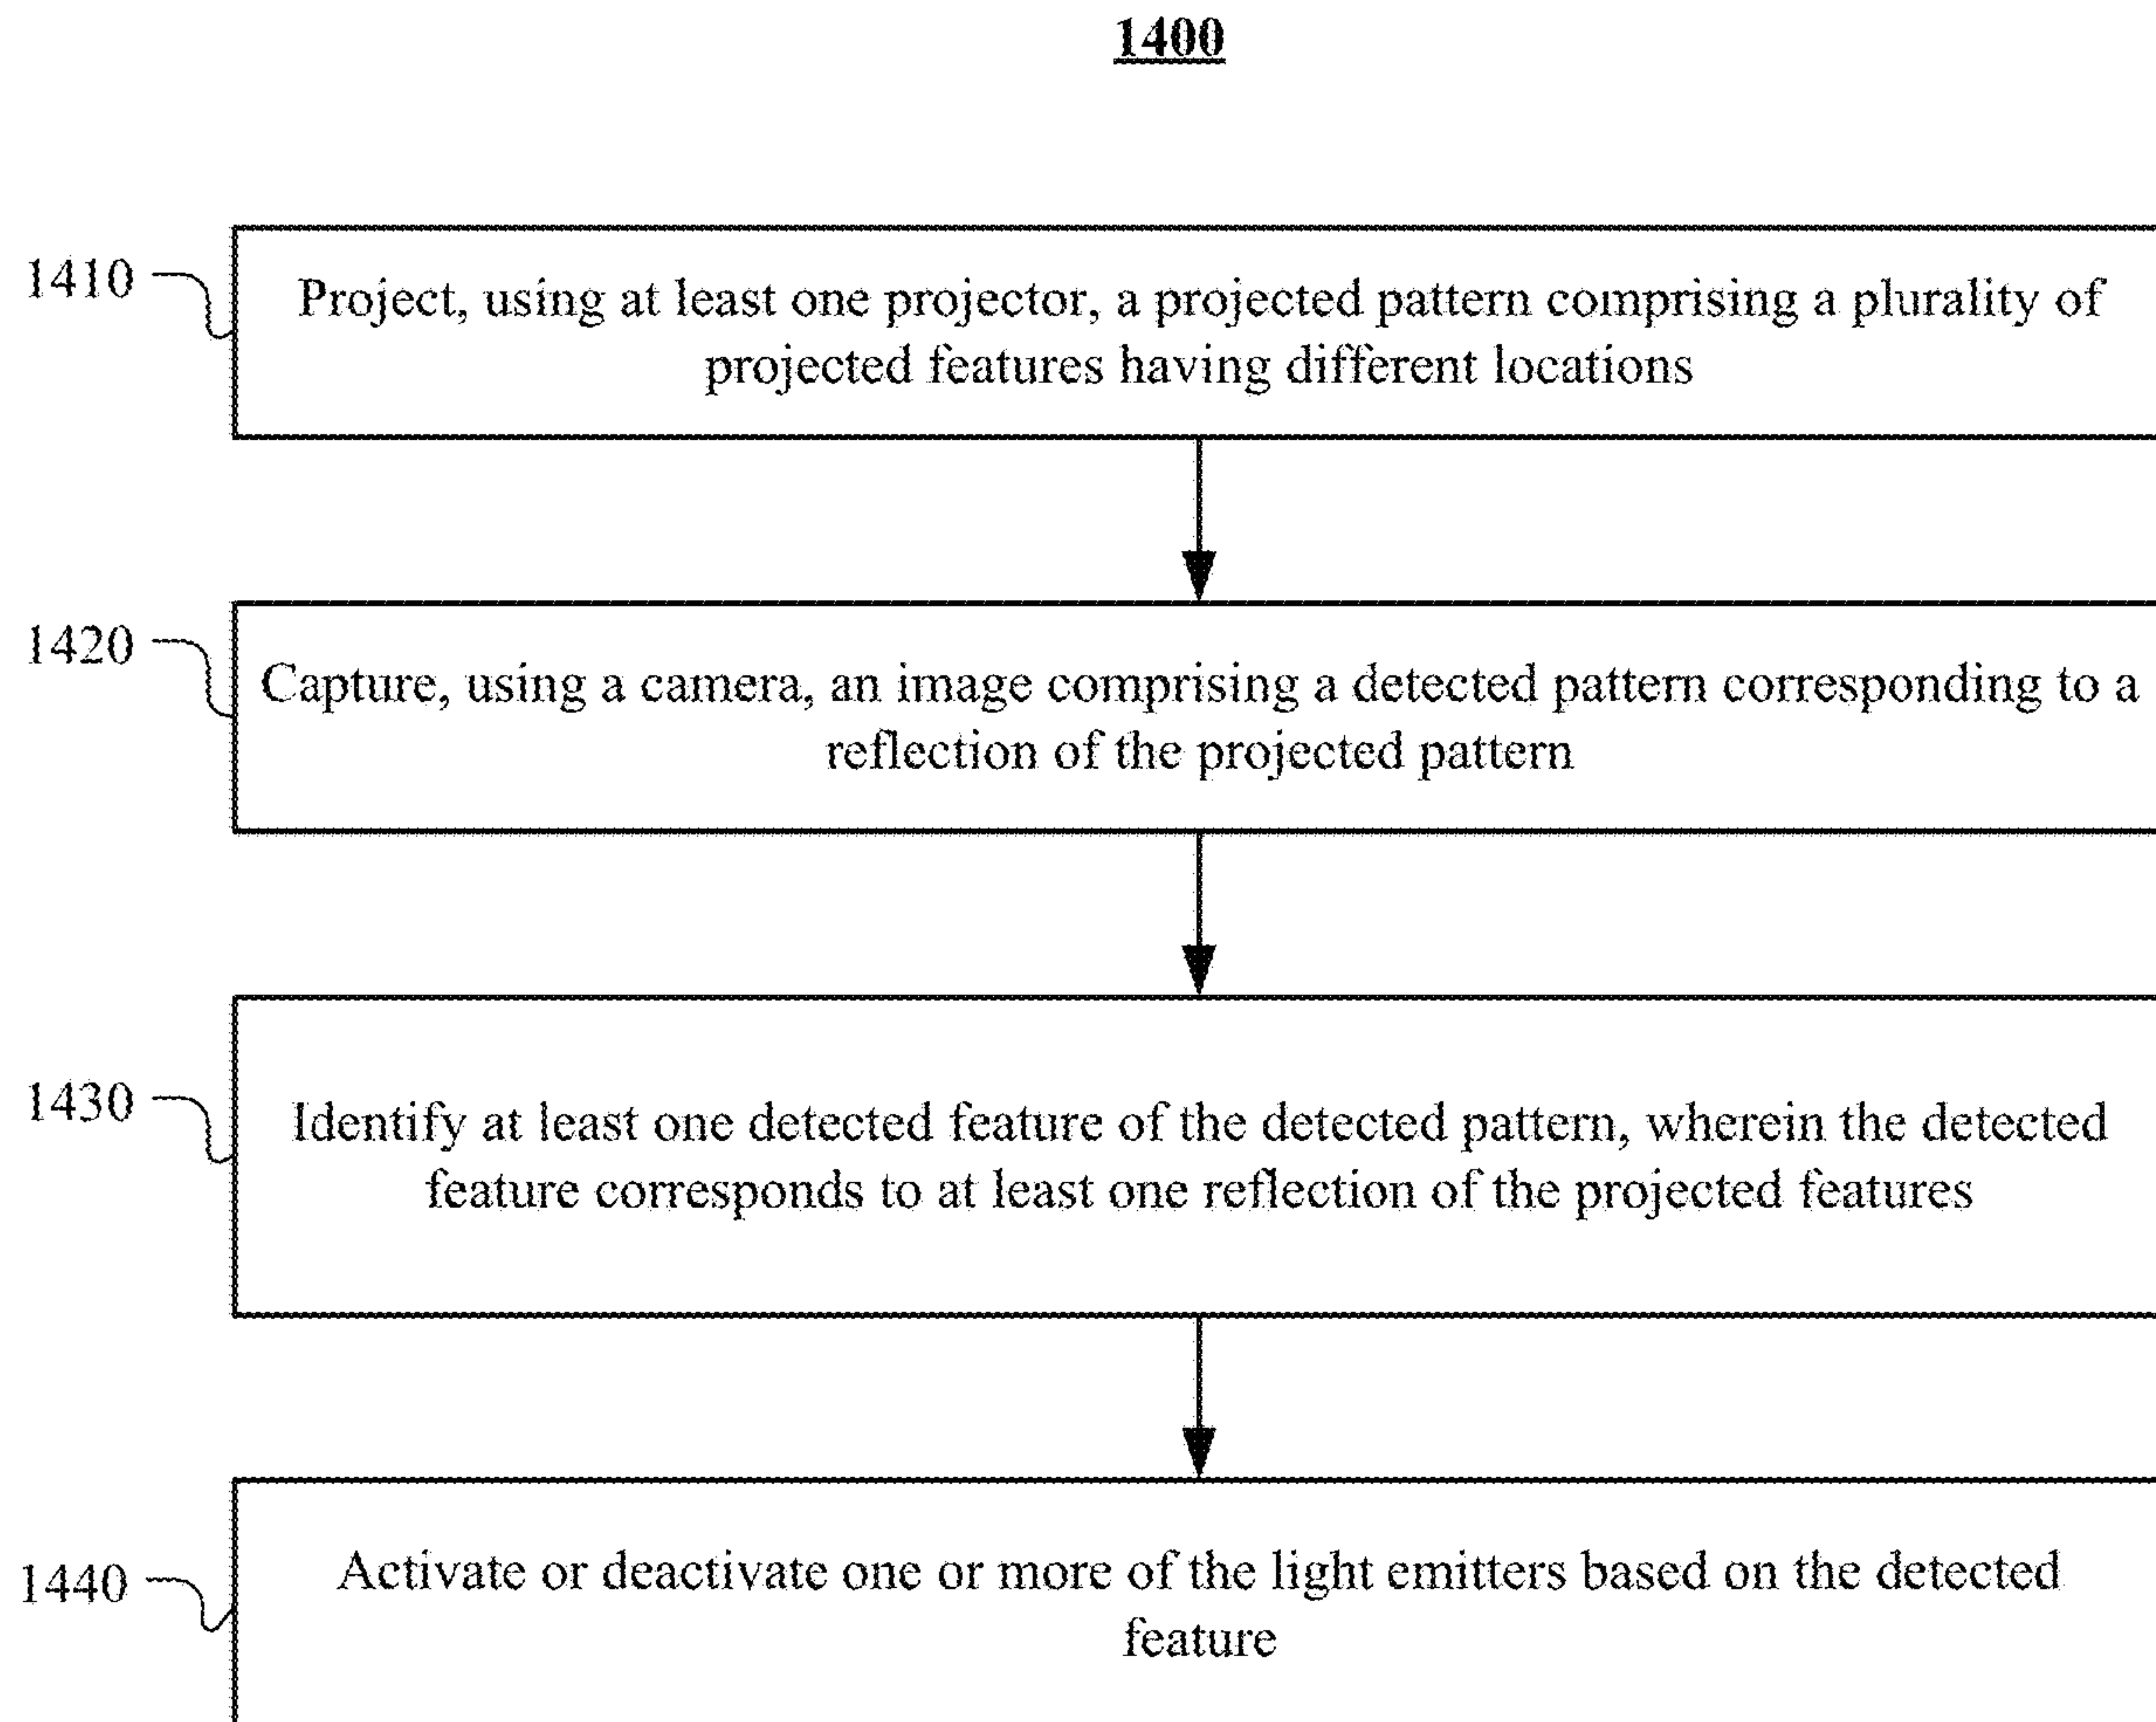 1400
1410
Project, using at least one projector, a projected pattern comprising a plurality of
projected features having different locations
1420
Capture, using a camera, an image comprising a detected pattern corresponding to a
reflection of the projected pattern
1430
Identify at least one detected feature of the detected pattern, wherein the detected
feature corresponds to at least one reflection of the projected features
1440
Activate or deactivate one or more of the light emitters based on the detected
feature